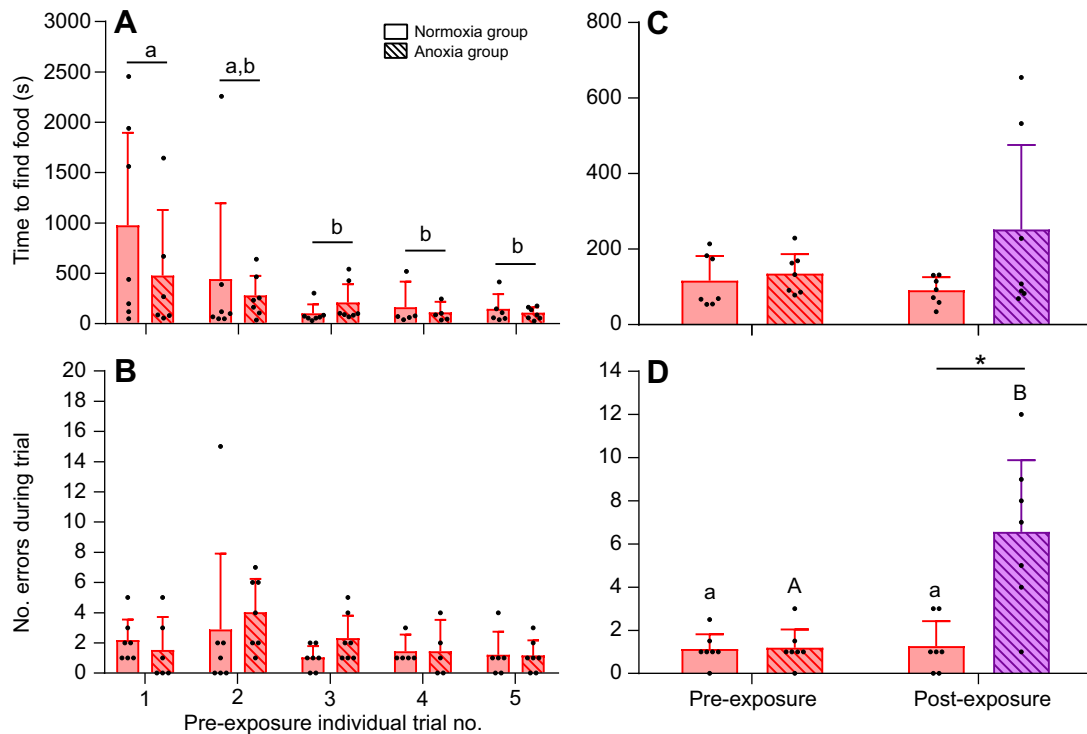 A
Normoxia group
Anoxia group
Time to find food (s)
3000
2500
2000
1500
1000
500
0
a
a,b
b
b
b
C
800
600
400
200
0
B
No. errors during trial
20
18
16
14
12
10
8
6
4
2
0
1
2
3
4
5
Pre-exposure individual trial no.
D
14
12
10
8
6
4
2
0
a
A
a
*
B
Pre-exposure
Post-exposure